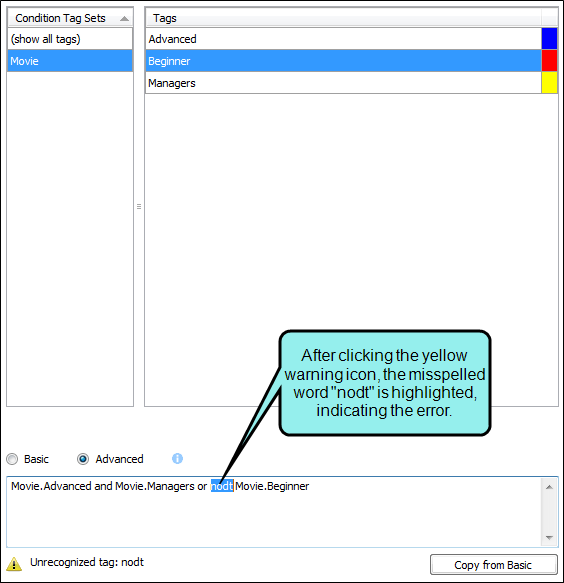 Condition Tag Sets
(show all tags)
Movie
Tags
Advanced
Beginner
Managers
After clicking the yellow
warning icon, the misspelled
word "nodt" is highlighted,
indicating the error.
Basic
Advanced
Movie.Advanced and Movie.Managers or nodt Movie.Beginner
Unrecognized tag: nodt
Copy from Basic